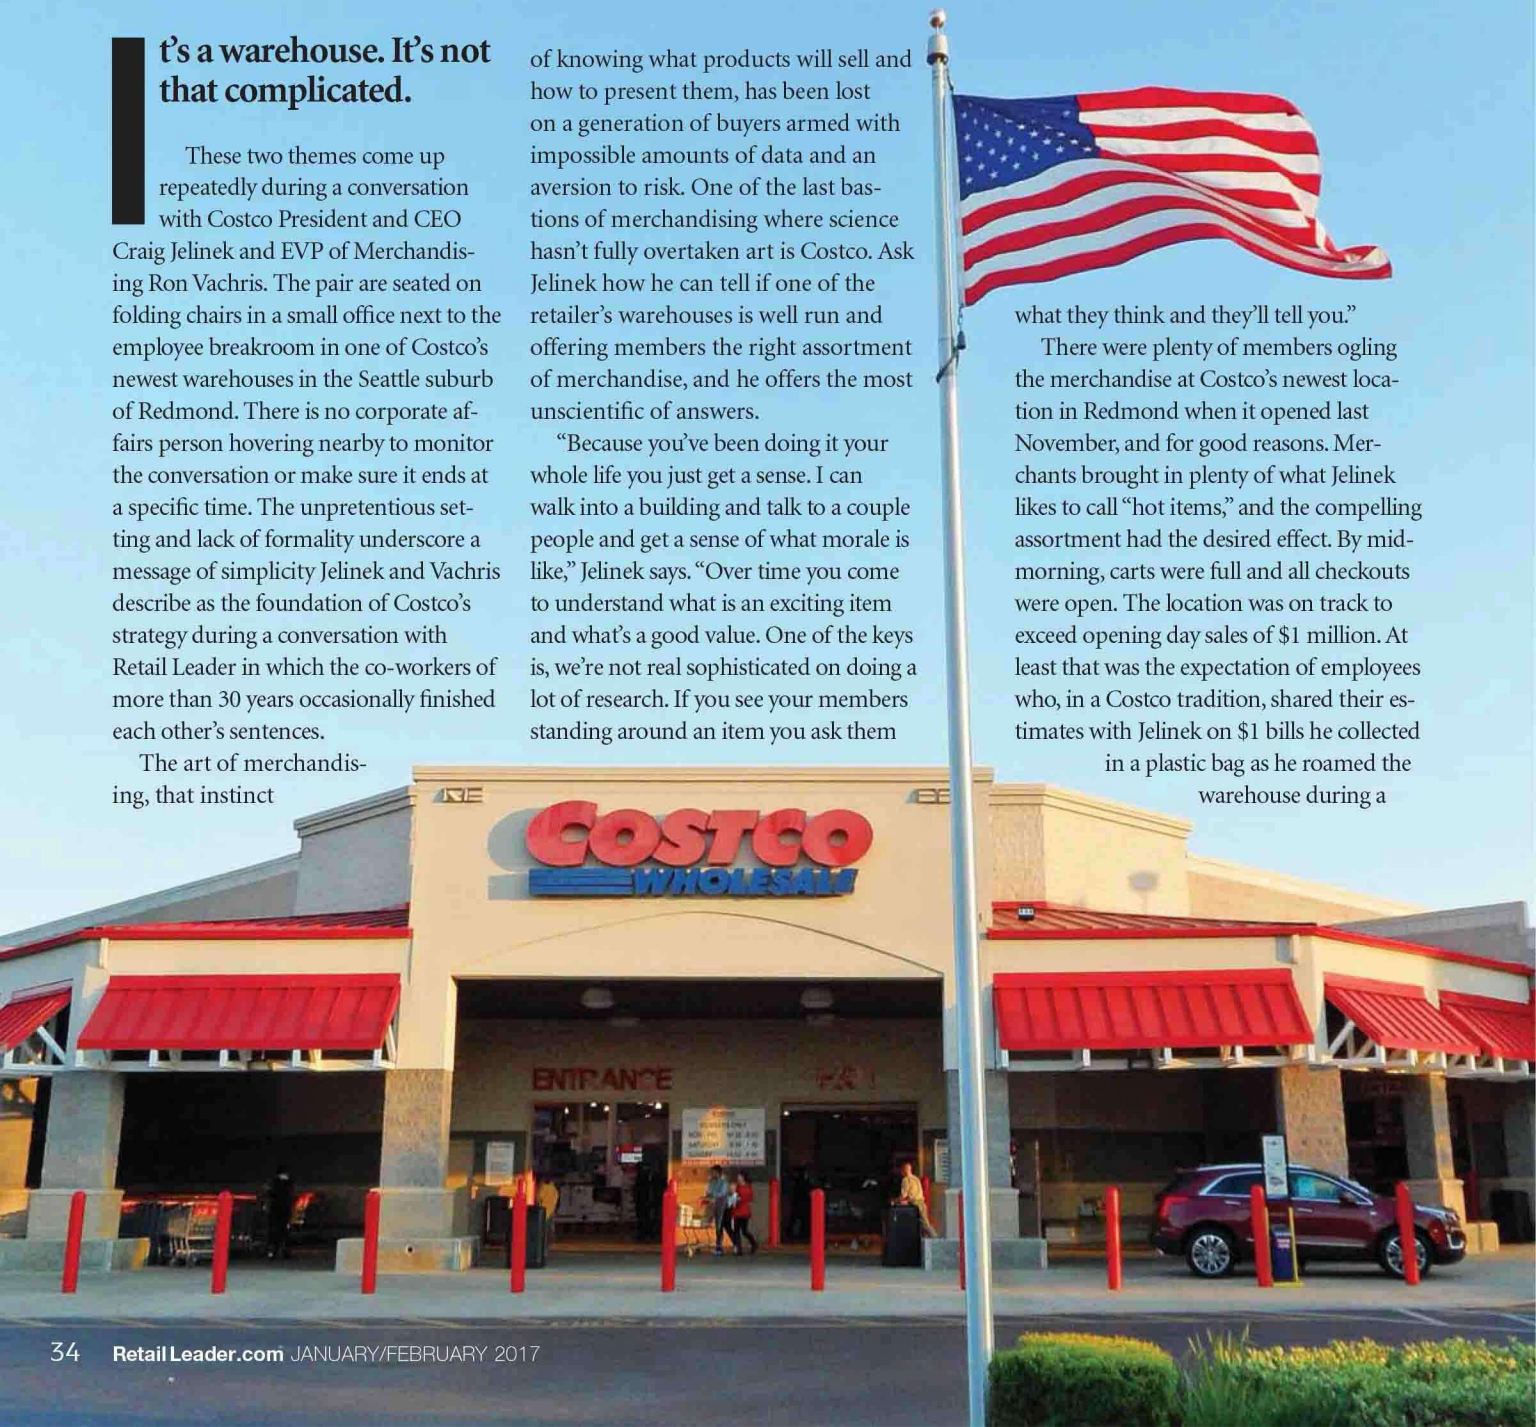 It’s a warehouse. It’s not
that complicated.
These two themes come up
repeatedly during a conversation
with Costco President and CEO
Craig Jelinek and EVP of Merchandis-
ing Ron Vachris. The pair are seated on
folding chairs in a small office next to the
employee breakroom in one of Costco’s
newest warehouses in the Seattle suburb
of Redmond. There is no corporate af-
fairs person hovering nearby to monitor
the conversation or make sure it ends at
a specific time. The unpretentious set-
ting and lack of formality underscore a
message of simplicity Jelinek and Vachris
describe as the foundation of Costco’s
strategy during a conversation with
Retail Leader in which the co-workers of
more than 30 years occasionally finished
each other’s sentences.
The art of merchandis-
ing, that instinct
of knowing what products will sell and
how to present them, has been lost
on a generation of buyers armed with
impossible amounts of data and an
aversion to risk. One of the last bas-
tions of merchandising where science
hasn’t fully overtaken art is Costco. Ask
Jelinek how he can tell if one of the
retailer’s warehouses is well run and
offering members the right assortment
of merchandise, and he offers the most
unscientific of answers.
“Because you’ve been doing it your
whole life you just get a sense. I can
walk into a building and talk to a couple
people and get a sense of what morale is
like,” Jelinek says. “Over time you come
to understand what is an exciting item
and what’s a good value. One of the keys
is, we’re not real sophisticated on doing a
lot of research. If you see your members
standing around an item you ask them
what they think and they’ll tell you.”
There were plenty of members ogling
the merchandise at Costco’s newest loca-
tion in Redmond when it opened last
November, and for good reasons. Mer-
chants brought in plenty of what Jelinek
likes to call “hot items,” and the compelling
assortment had the desired effect. By mid-
morning, carts were full and all checkouts
were open. The location was on track to
exceed opening day sales of $1 million. At
least that was the expectation of employees
who, in a Costco tradition, shared their es-
timates with Jelinek on $1 bills he collected
in a plastic bag as he roamed the
warehouse during a
COSTCO
WHOLESALE
ENTRANCE
EXIT
34 RetailLeader.com JANUARY/FEBRUARY 2017